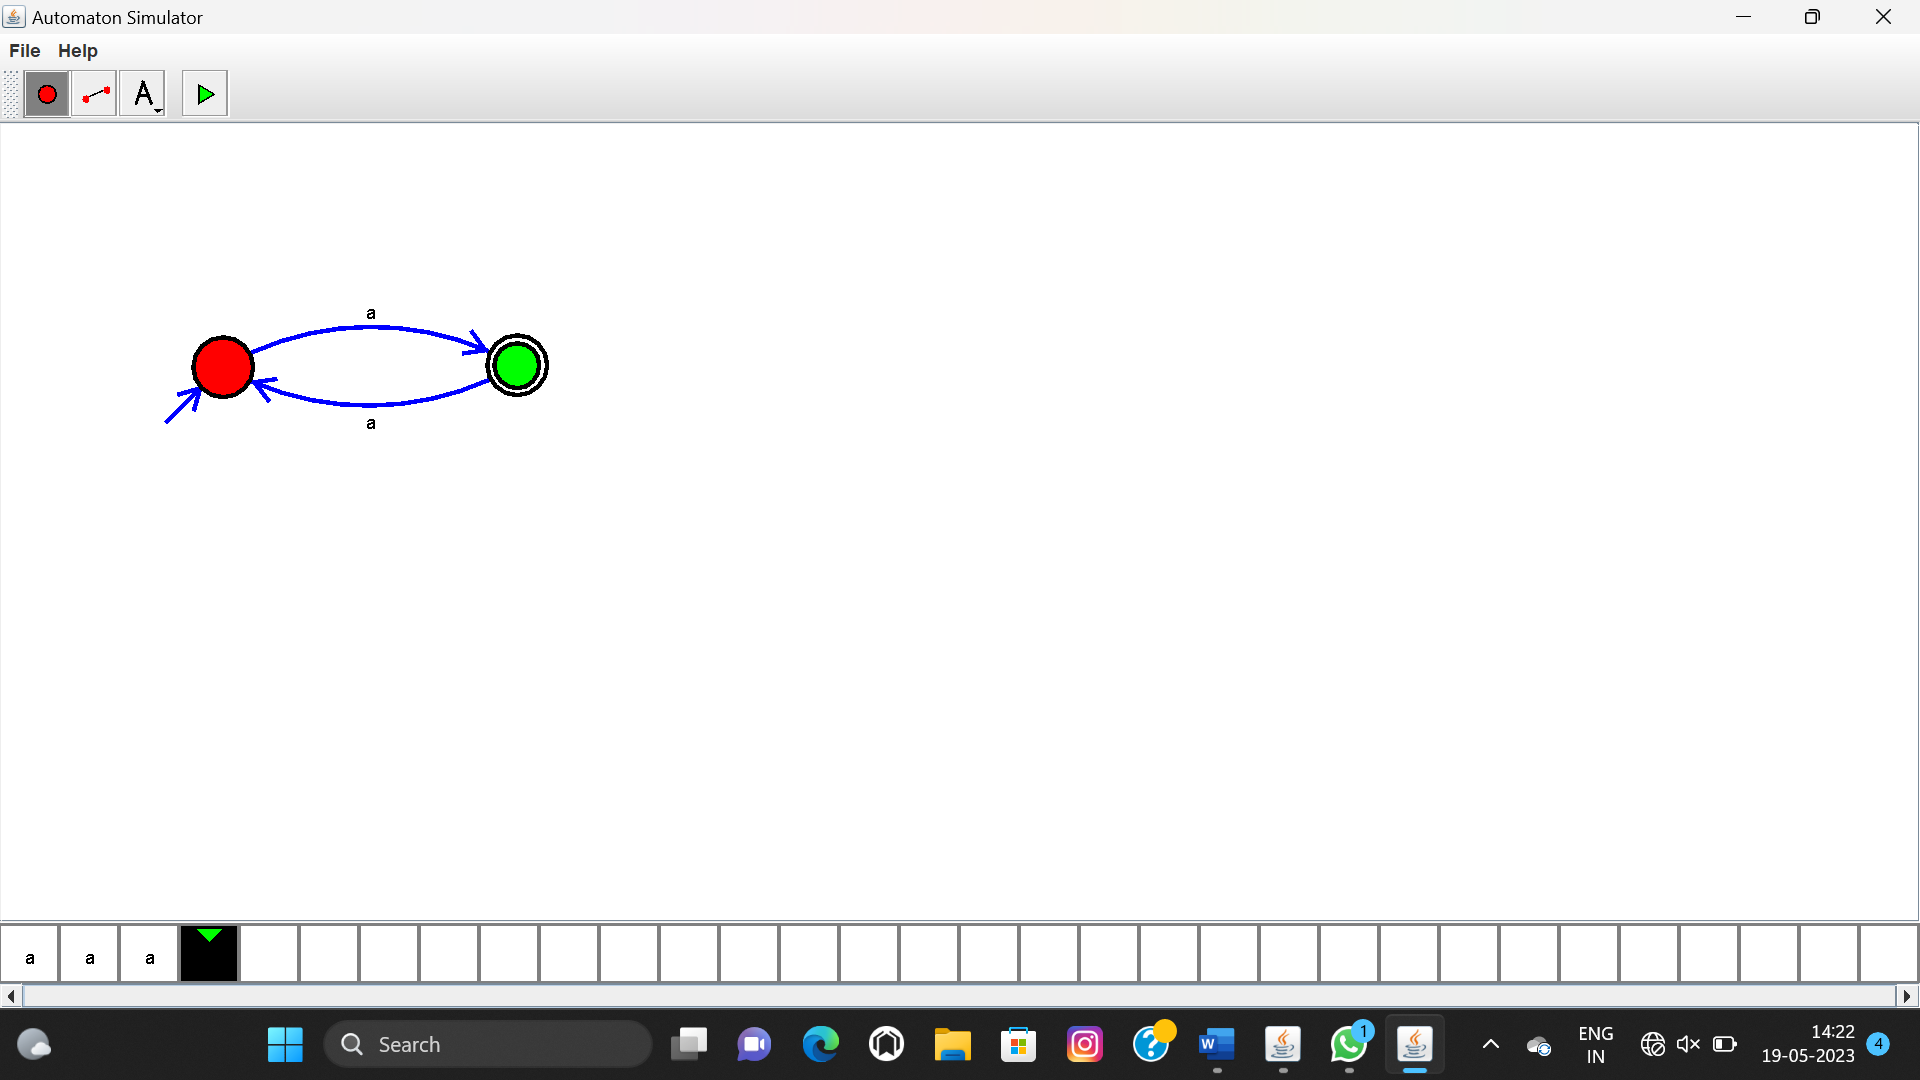 Automaton Simulator
File Help
A
a
a
a a a
Search
W
1
ENG
IN
14:22
19-05-2023
4